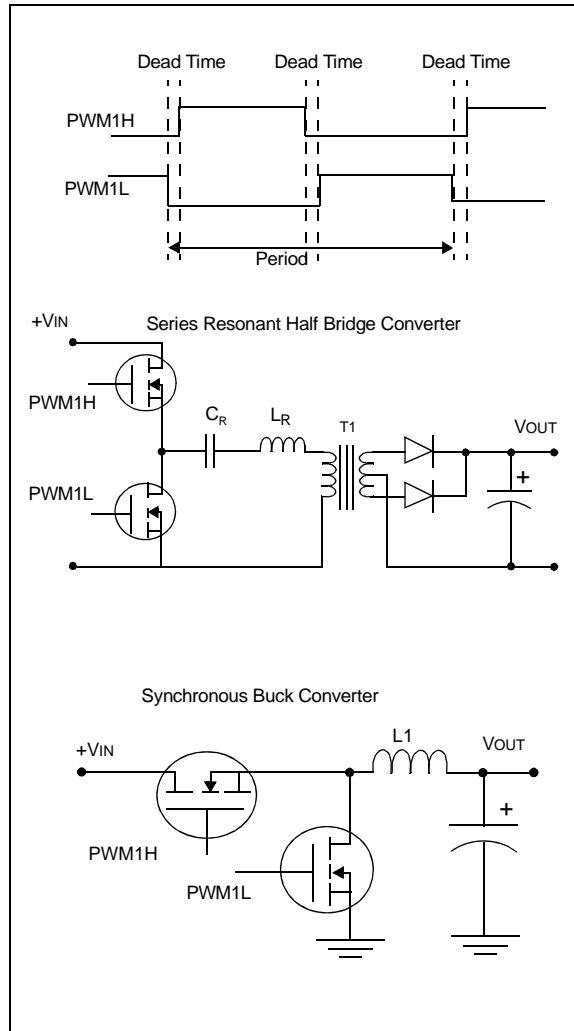 Dead Time Dead Time Dead Time
PWM1H
PWM1L
Period
Series Resonant Half Bridge Converter
+VIN
PWM1H
CR
LR
T1
VOUT
+
PWM1L
Synchronous Buck Converter
+VIN
L1
VOUT
+
PWM1H
PWM1L